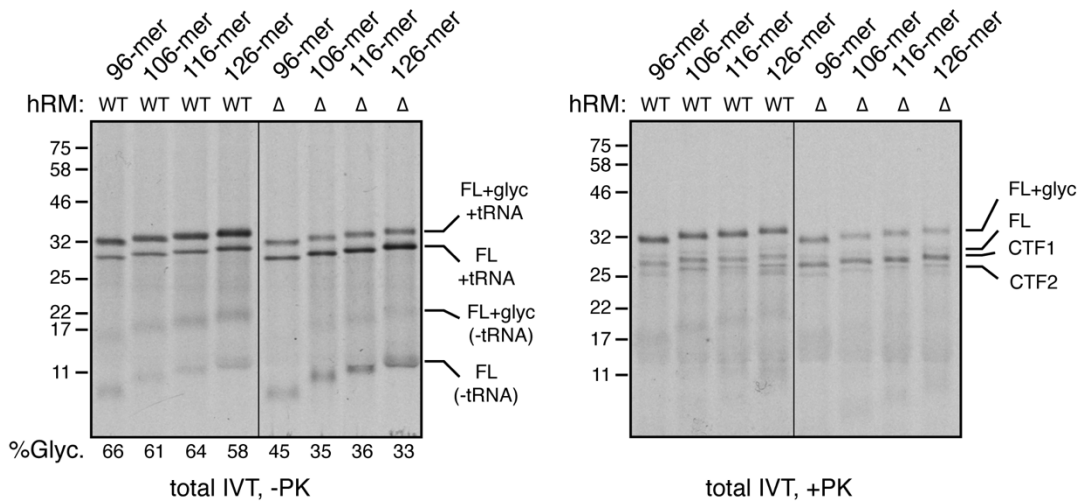 96-mer 106-mer 116-mer 126-mer 96-mer 106-mer 116-mer 126-mer
hRM: WT WT WT WT Δ Δ Δ Δ
75
58
46
32
25
22
17
11
FL+glyc
+tRNA
FL
+tRNA
FL+glyc
(-tRNA)
FL
(-tRNA)
%Glyc. 66 61 64 58 45 35 36 33
total IVT, -PK
96-mer 106-mer 116-mer 126-mer 96-mer 106-mer 116-mer 126-mer
hRM: WT WT WT WT Δ Δ Δ Δ
75
58
46
32
25
22
17
11
FL+glyc
FL
CTF1
CTF2
total IVT, +PK